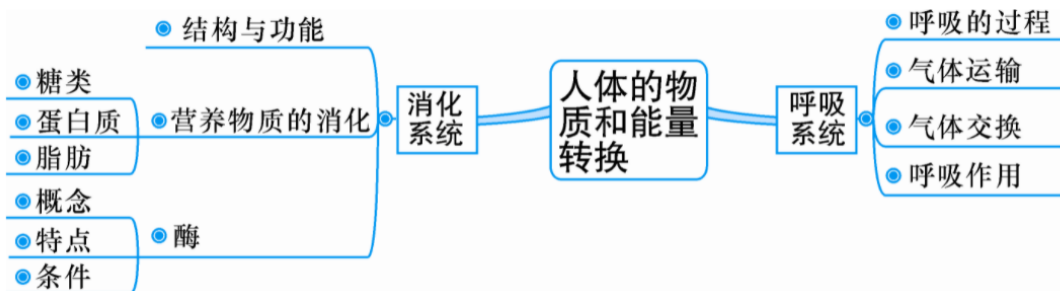 人体的物
质和能量
转换
消化
系统
结构与功能
营养物质的消化
糖类
蛋白质
脂肪
酶
概念
特点
条件
呼吸
系统
呼吸的过程
气体运输
气体交换
呼吸作用